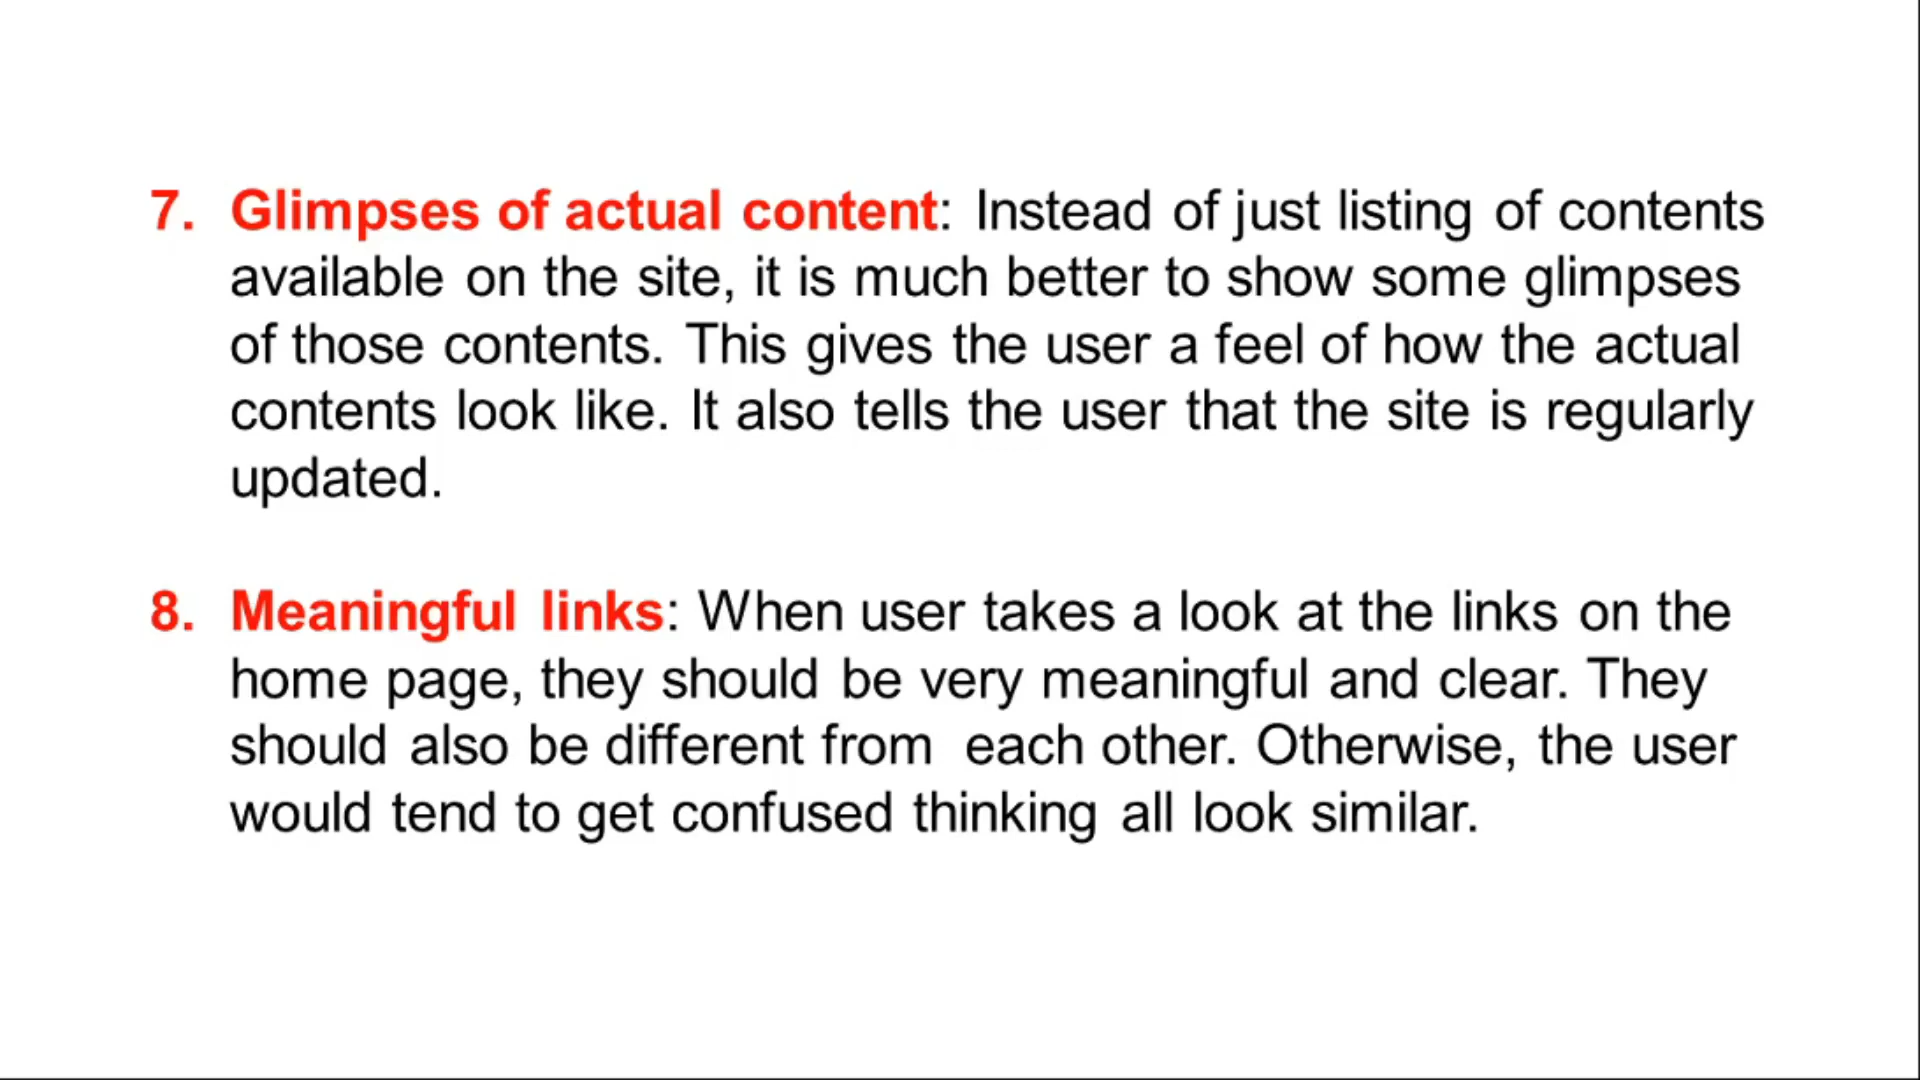 7. Glimpses of actual content: Instead of just listing of contents
available on the site, it is much better to show some glimpses
of those contents. This gives the user a feel of how the actual
contents look like. It also tells the user that the site is regularly
updated.
8. Meaningful links: When user takes a look at the links on the
home page, they should be very meaningful and clear. They
should also be different from each other. Otherwise, the user
would tend to get confused thinking all look similar.